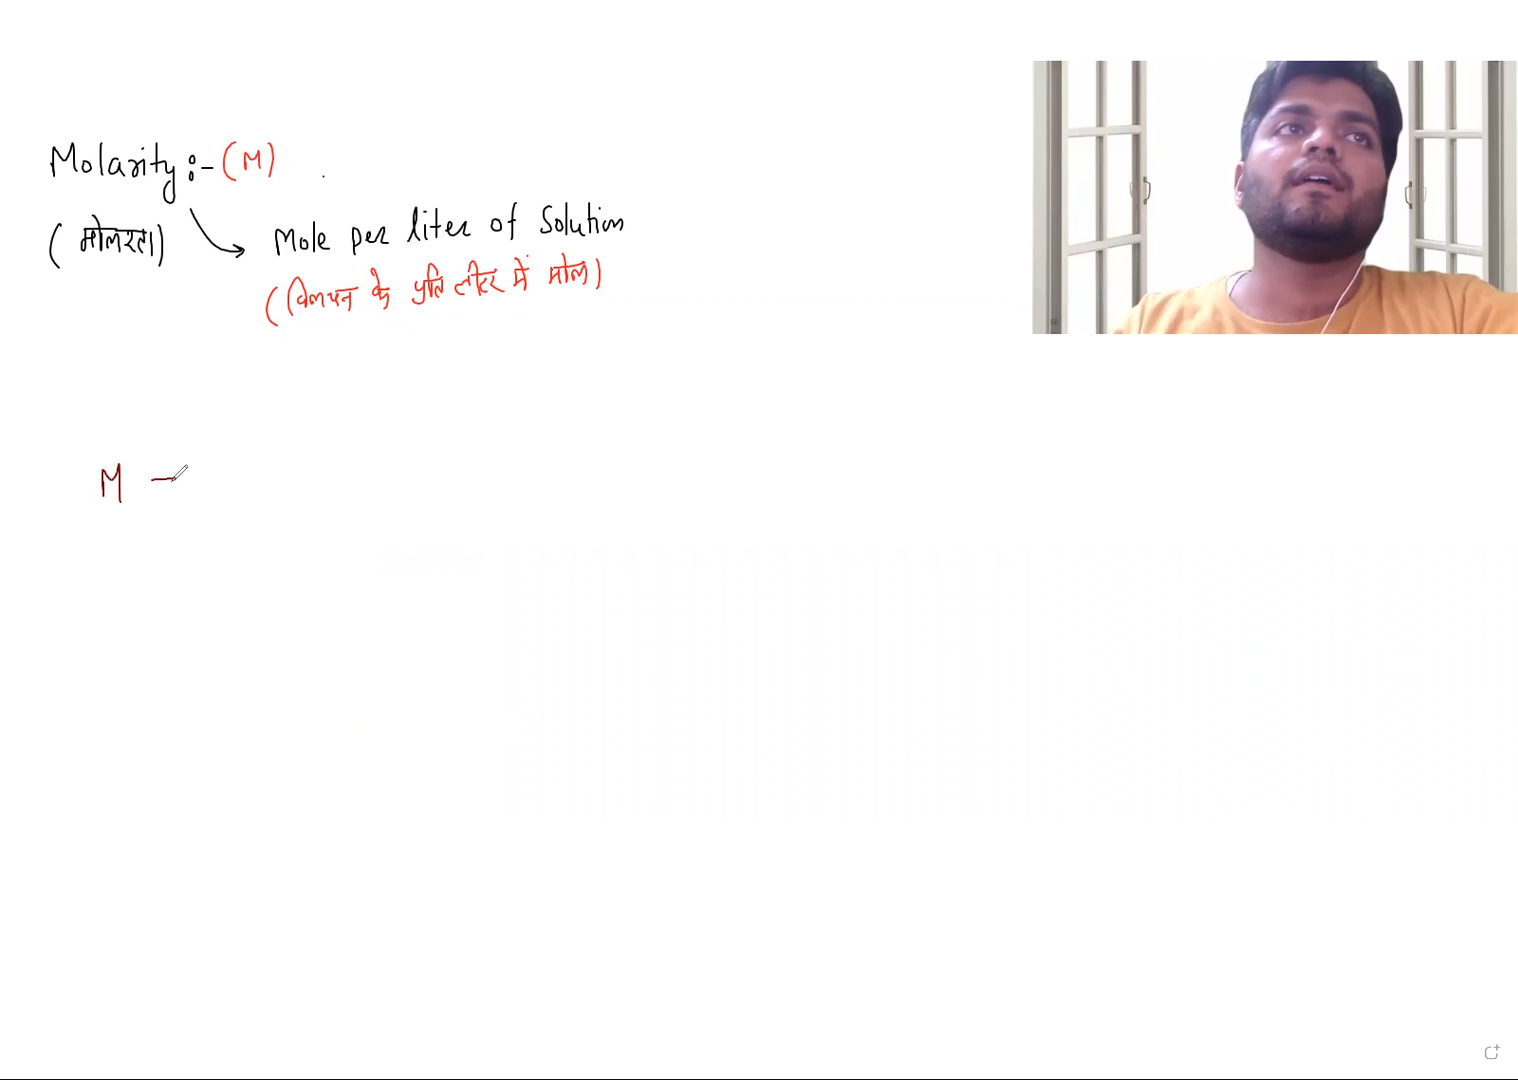 Molarity :- (M)
(मोलरता)
Mole per liter of Solution
(विलयन के प्रति लीटर में मोल)
M –